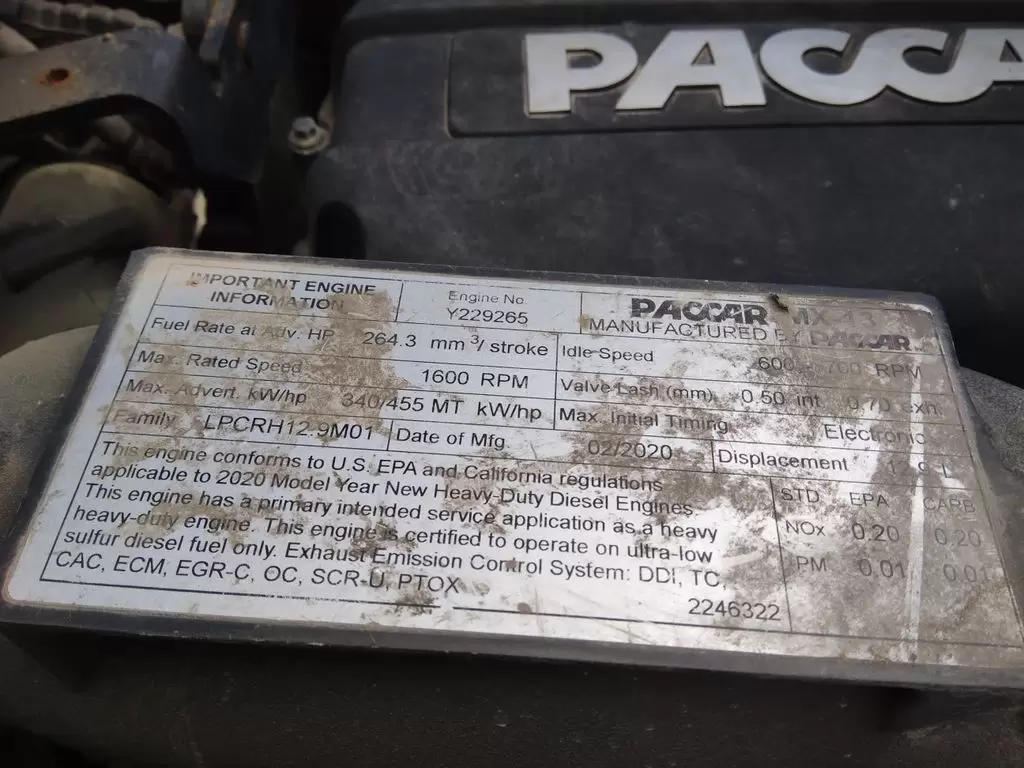 PACCA
IMPORTANT ENGINE
INFORMATION
Engine No.
Y229265
PACCAR MX-13
MANUFACTURED BY PACCAR
Fuel Rate at Adv. HP 264.3 mm³/ stroke
Idle Speed 600 - 700 RPM
Max. Rated Speed 1600 RPM
Valve Lash (mm) 0.50 int. 0.70 exh.
Max. Advert. kW/hp 340/455 MT kW/hp
Max. Initial Timing Electronic
Family LPCRH12.9M01
Date of Mfg. 02/2020
Displacement 12.9 L
This engine conforms to U.S. EPA and California regulations
applicable to 2020 Model Year New Heavy-Duty Diesel Engines.
This engine has a primary intended service application as a heavy
heavy-duty engine. This engine is certified to operate on ultra-low
sulfur diesel fuel only. Exhaust Emission Control System: DDI, TC,
CAC, ECM, EGR-C, OC, SCR-U, PTOX
STD EPA CARB
NOx 0.20 0.20
PM 0.01 0.01
2246322